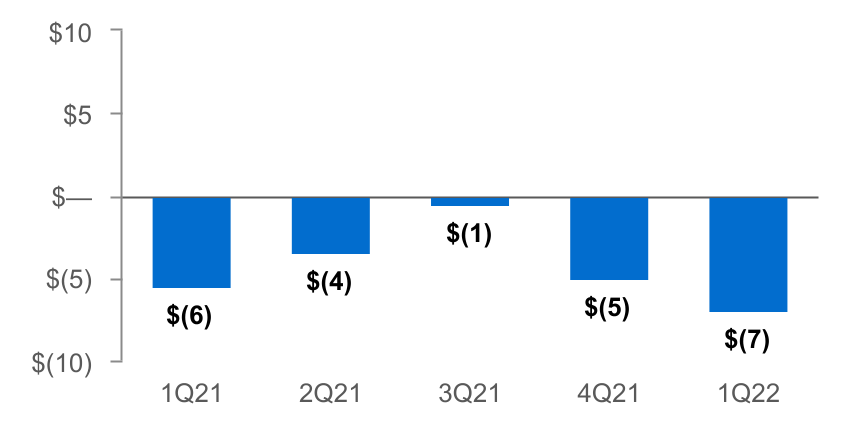 $10
$5
$—
$(5)
$(10)
$(6)
$(4)
$(1)
$(5)
$(7)
1Q21
2Q21
3Q21
4Q21
1Q22